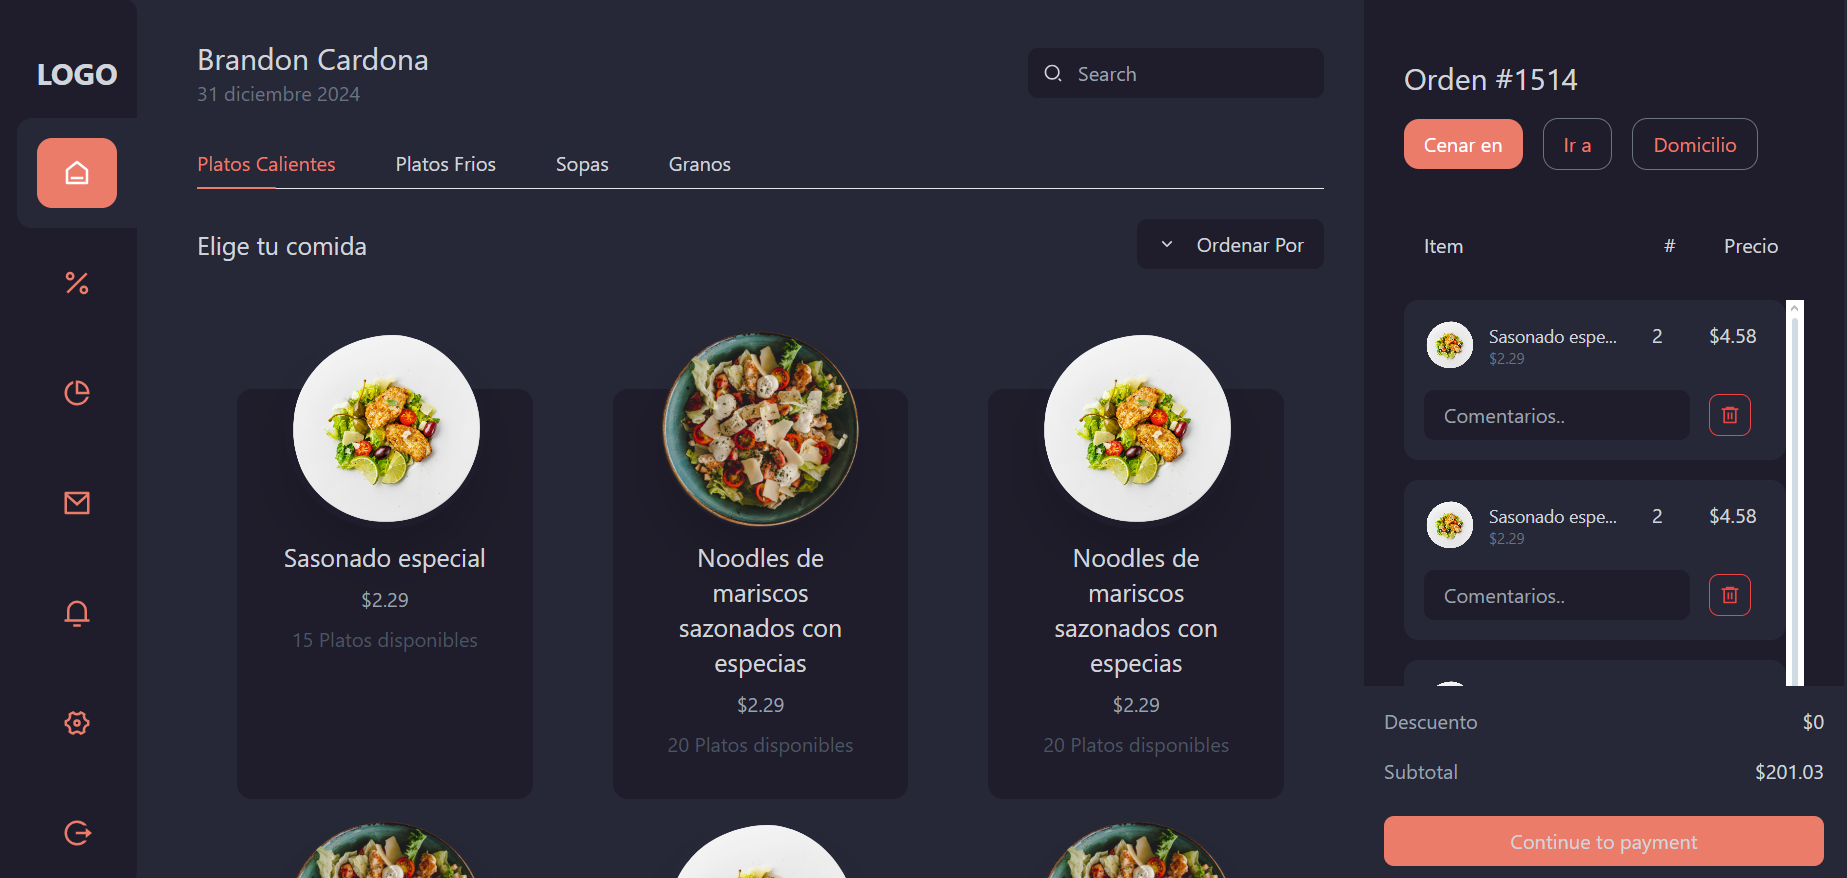 LOGO
Brandon Cardona
31 diciembre 2024
Search
Platos Calientes
Platos Frios
Sopas
Granos
Elige tu comida
Ordenar Por
Sasonado especial
$2.29
15 Platos disponibles
Noodles de
mariscos
sazonados con
especias
$2.29
20 Platos disponibles
Noodles de
mariscos
sazonados con
especias
$2.29
20 Platos disponibles
Orden #1514
Cenar en
Ir a
Domicilio
Item # Precio
Sasonado espe... 2 $4.58
$2.29
Comentarios..
Sasonado espe... 2 $4.58
$2.29
Comentarios..
Descuento $0
Subtotal $201.03
Continue to payment